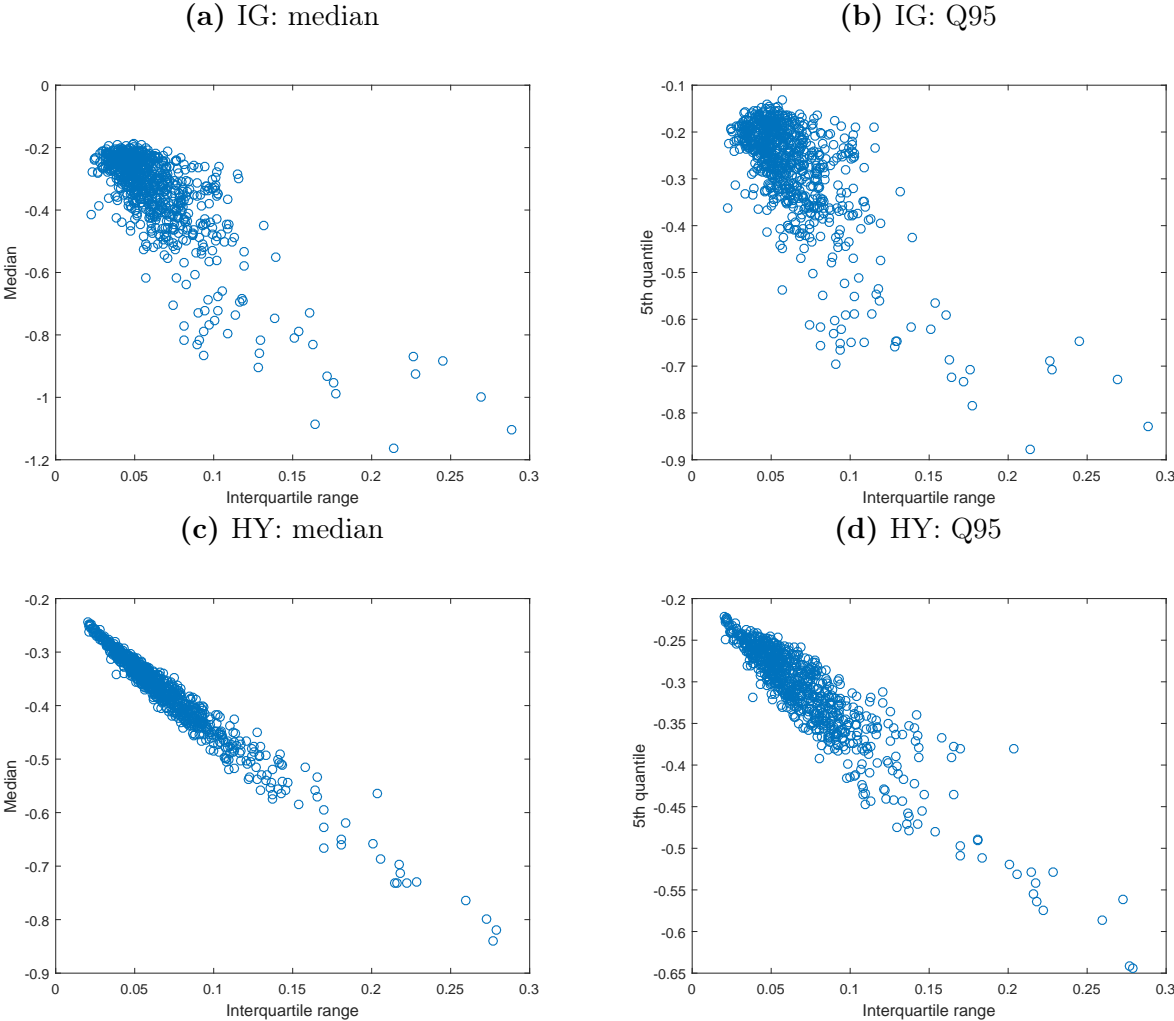 (a) IG: median
(b) IG: Q95
0
-0.2
-0.4
-0.6
-0.8
-1
-1.2
Median
0 0.05 0.1 0.15 0.2 0.25 0.3
Interquartile range
-0.1
-0.2
-0.3
-0.4
-0.5
-0.6
-0.7
-0.8
-0.9
5th quantile
0 0.05 0.1 0.15 0.2 0.25 0.3
Interquartile range
(c) HY: median
(d) HY: Q95
-0.2
-0.3
-0.4
-0.5
-0.6
-0.7
-0.8
-0.9
Median
0 0.05 0.1 0.15 0.2 0.25 0.3
Interquartile range
-0.2
-0.25
-0.3
-0.35
-0.4
-0.45
-0.5
-0.55
-0.6
-0.65
5th quantile
0 0.05 0.1 0.15 0.2 0.25 0.3
Interquartile range